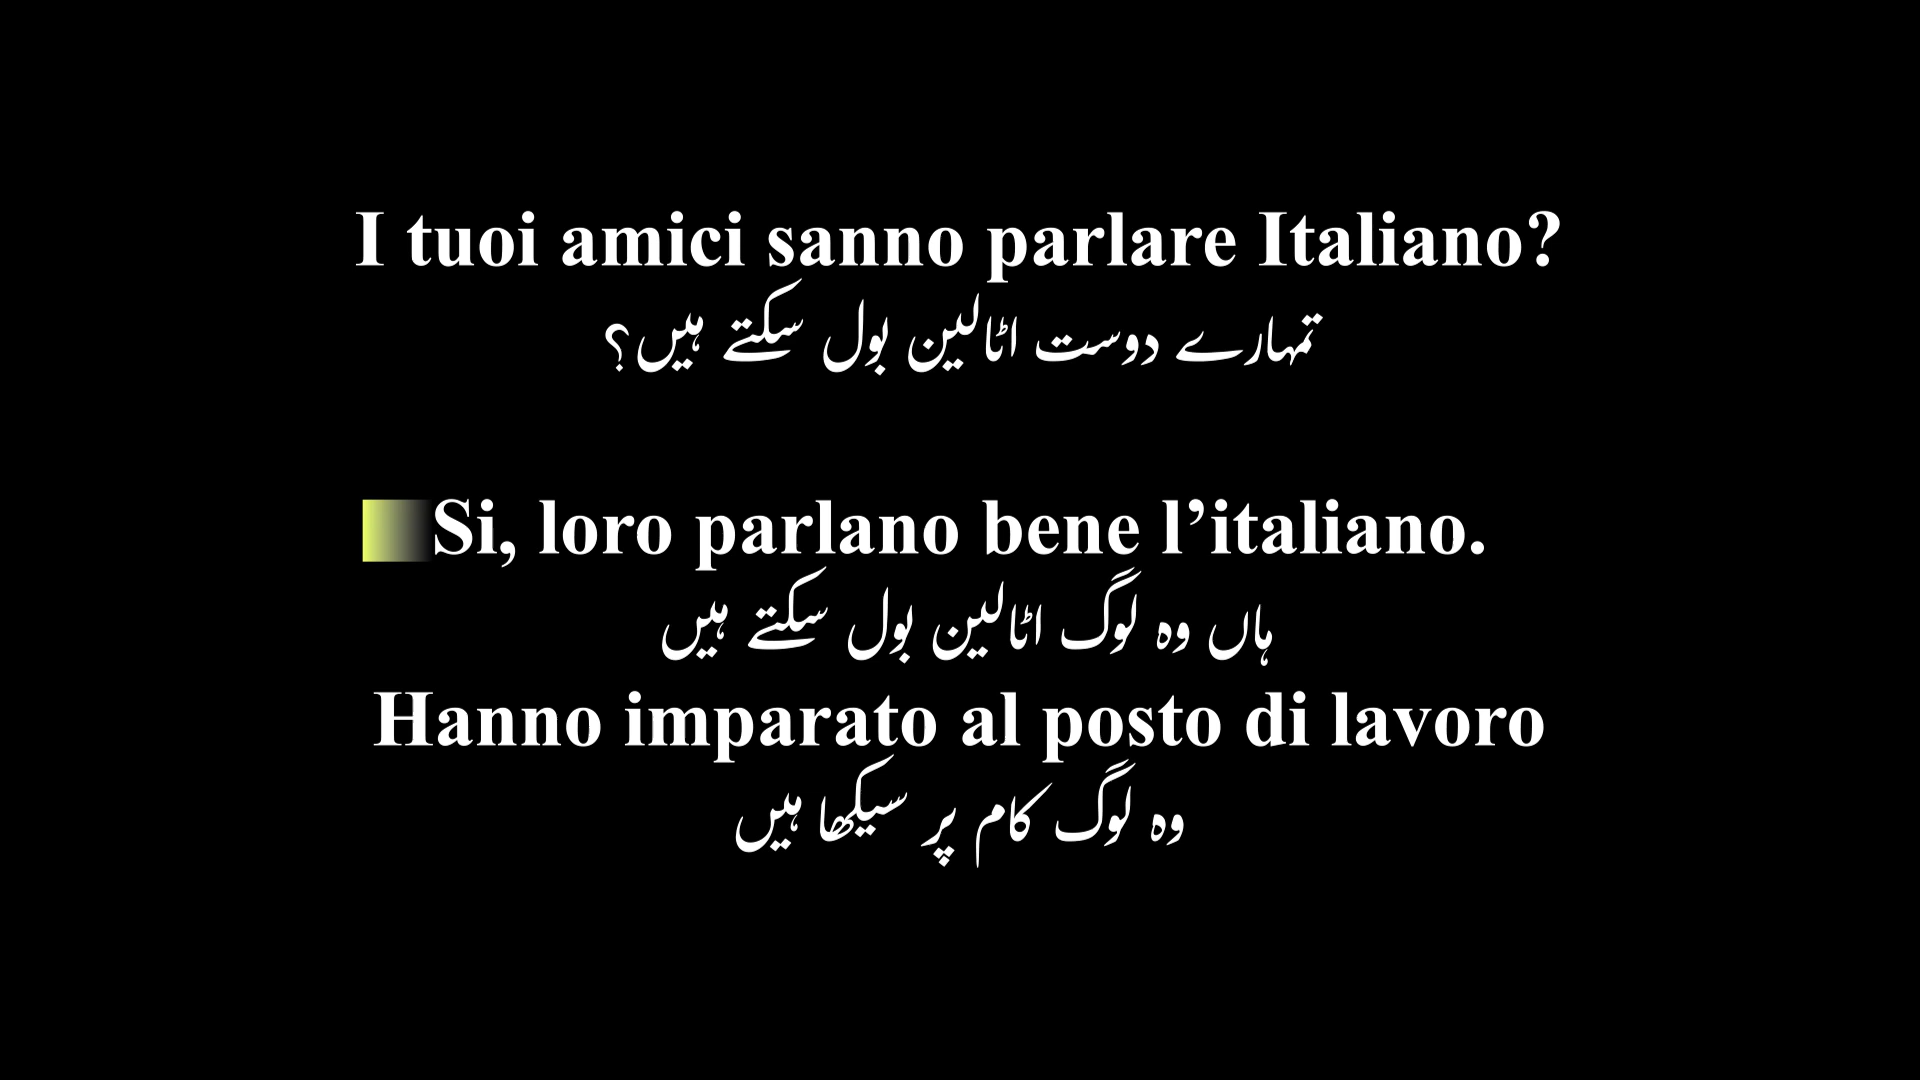 I tuoi amici sanno parlare Italiano?
تمہارے دوست اٹالین بول سکتے ہیں؟
Si, loro parlano bene l’italiano.
ہاں وہ لوگ اٹالین بول سکتے ہیں
Hanno imparato al posto di lavoro
وہ لوگ کام پر سیکھا ہیں